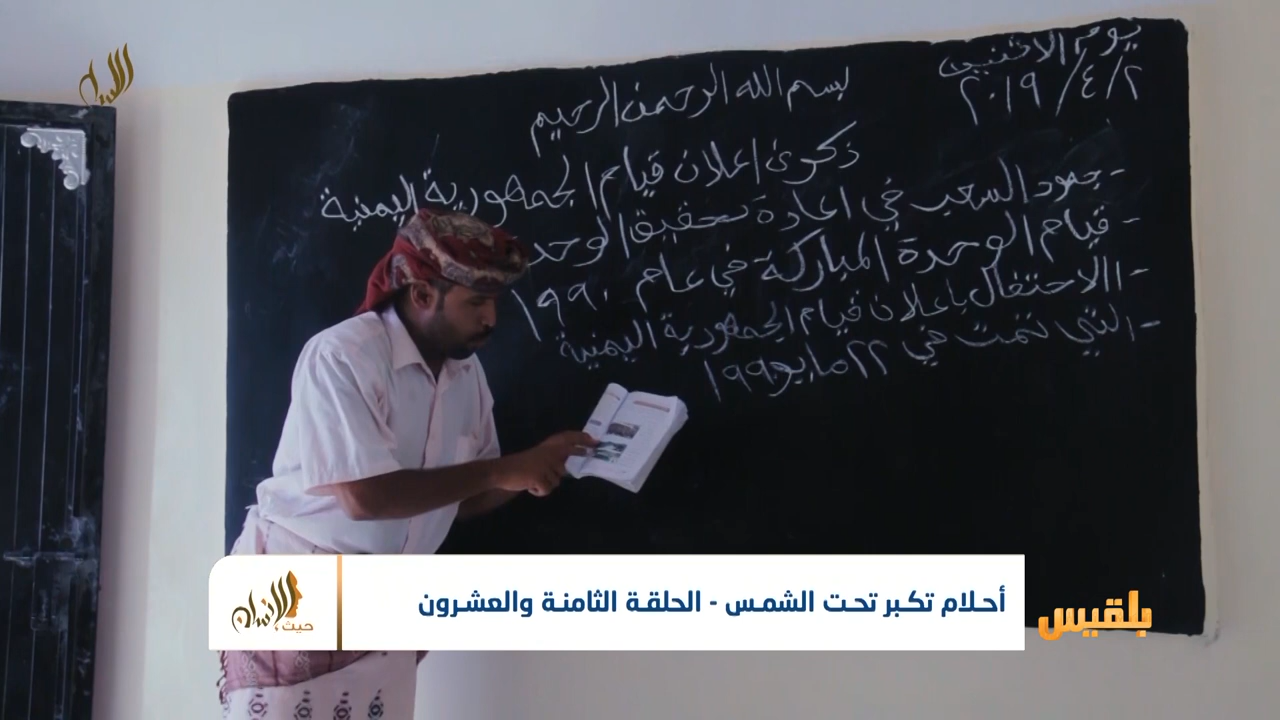 يوم الاثنين
٢٠١٩/٤/٢
بسم الله الرحمن الرحيم
ذكرى اعلان قيام الجمهورية اليمنية
- جهود السعب في اعادة تحقيق الوحد
- قيام الوحدة المباركة في عام ١٩٩٠
- الاحتفال باعلان قيام الجمهورية اليمنية
- التي تمت في ٢٢ مايو ١٩٩٠
أحلام تكبر تحت الشمس - الحلقة الثامنة والعشرون
حيث الإنسان
بلقيس